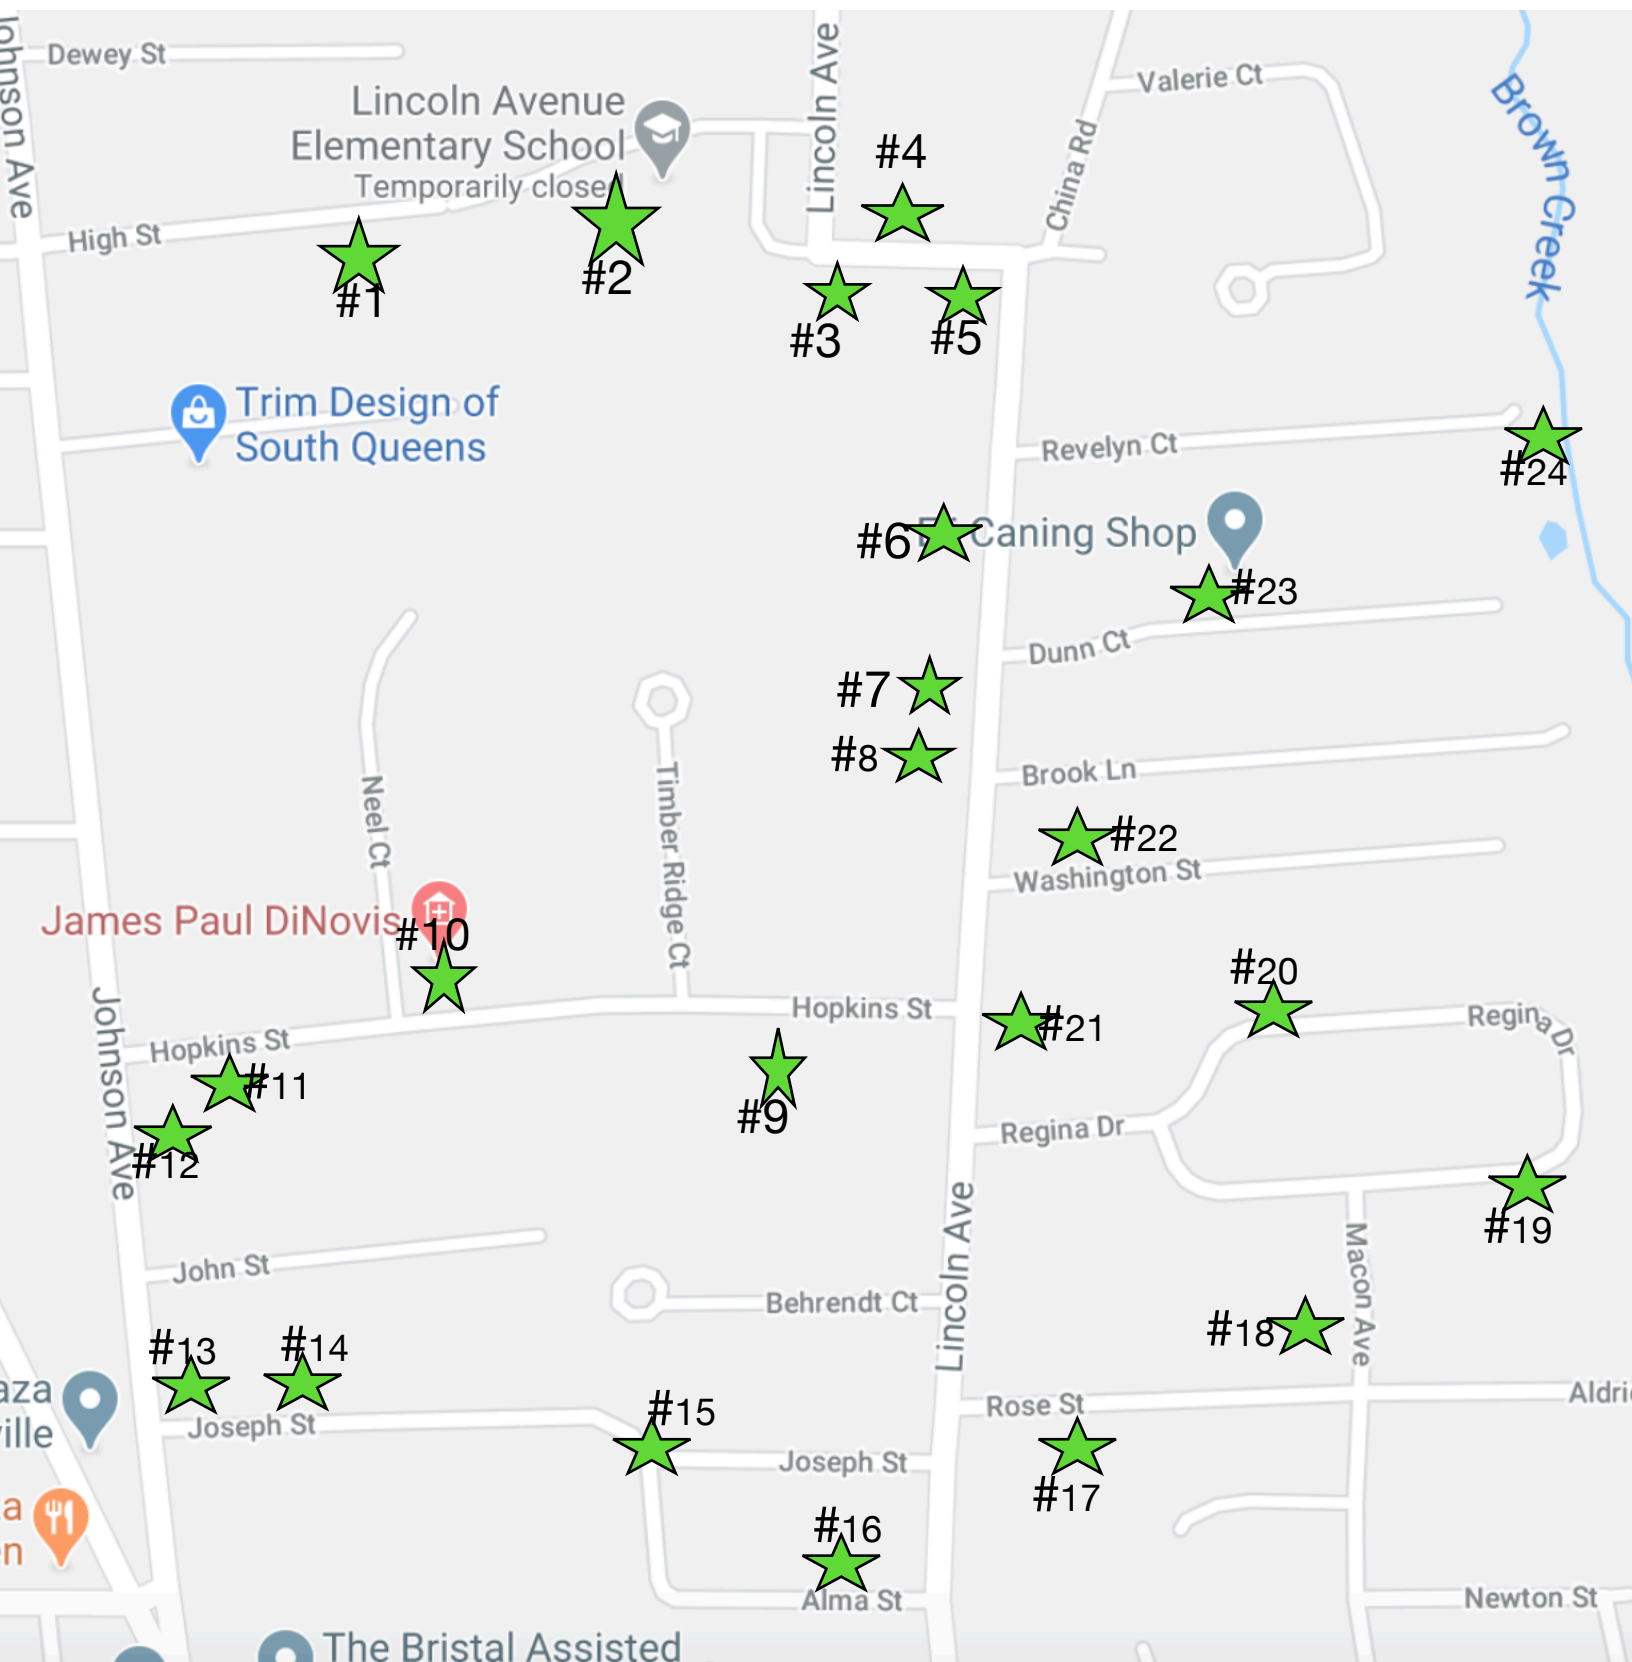 Dewey St
Johnson Ave
Lincoln Avenue
Elementary School
Temporarily closed
Lincoln Ave
#4
China Rd
Valerie Ct
Brown Creek
High St
#1
#2
#3
#5
Trim Design of
South Queens
Revelyn Ct
#24
#6
Caning Shop
#23
Dunn Ct
#7
#8
Brook Ln
#22
Washington St
Neel Ct
Timber Ridge Ct
James Paul DiNovis
#10
#20
Johnson Ave
Hopkins St
Hopkins St
#21
Regina Dr
#11
#9
#12
Regina Dr
#19
John St
Behrendt Ct
Lincoln Ave
Macon Ave
#18
#13
#14
aza
ville
Joseph St
#15
Rose St
Aldri
Joseph St
#17
a
en
#16
Alma St
Newton St
The Bristal Assisted